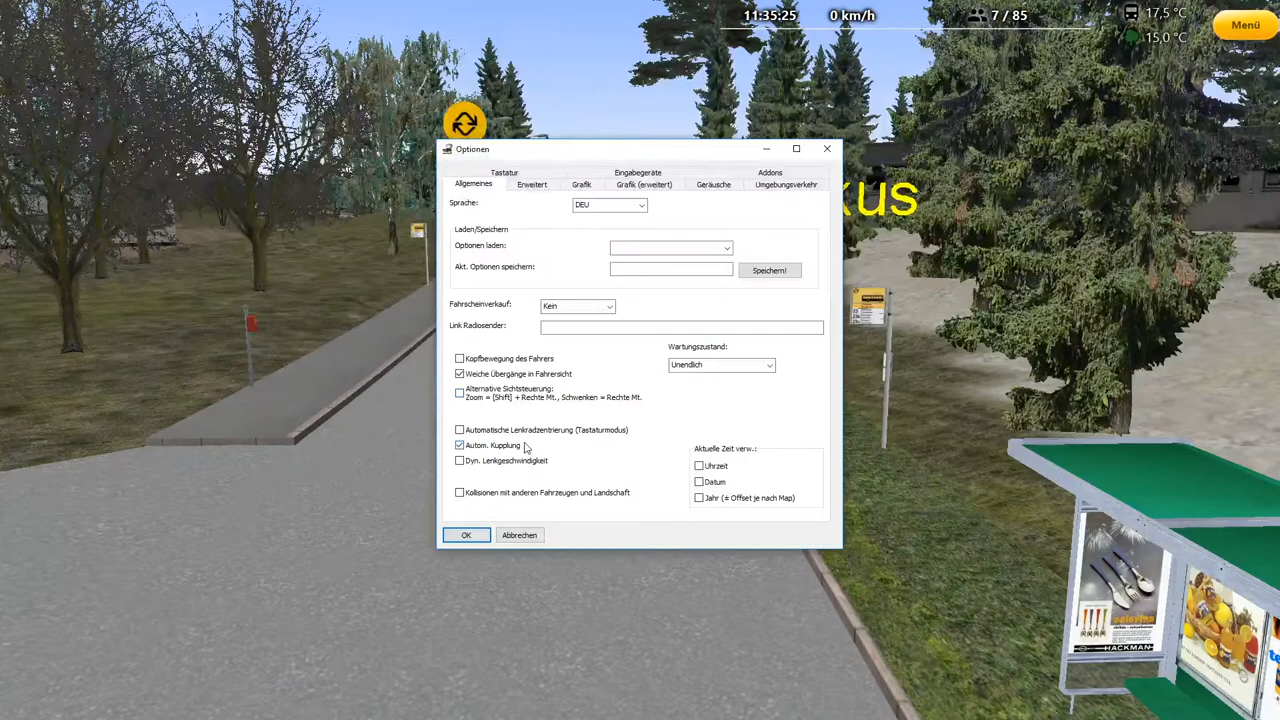 11:35:25
0 km/h
7 / 85
17,5 °C
15,0 °C
Menü
Optionen
Tastatur
Eingabegeräte
Addons
Allgemeines
Erweitert
Grafik
Grafik (erweitert)
Geräusche
Umgebungsverkehr
Sprache:
DEU
kus
Laden/Speichern
Optionen laden:
Akt. Optionen speichern:
Speichern!
Fahrscheinverkauf:
Kein
Link Radiosender:
Wartungszustand:
Kopfbewegung des Fahrers
Unendlich
Weiche Übergänge in Fahrersicht
Alternative Sichtsteuerung:
Zoom = [Shift] + Rechte Mt., Schwenken = Rechte Mt.
Automatische Lenkradzentrierung (Tastaturmodus)
Autom. Kupplung
Aktuelle Zeit verw.:
Dyn. Lenkgeschwindigkeit
Uhrzeit
Datum
Kollisionen mit anderen Fahrzeugen und Landschaft
Jahr (± Offset je nach Map)
OK
Abbrechen
HACKMAN